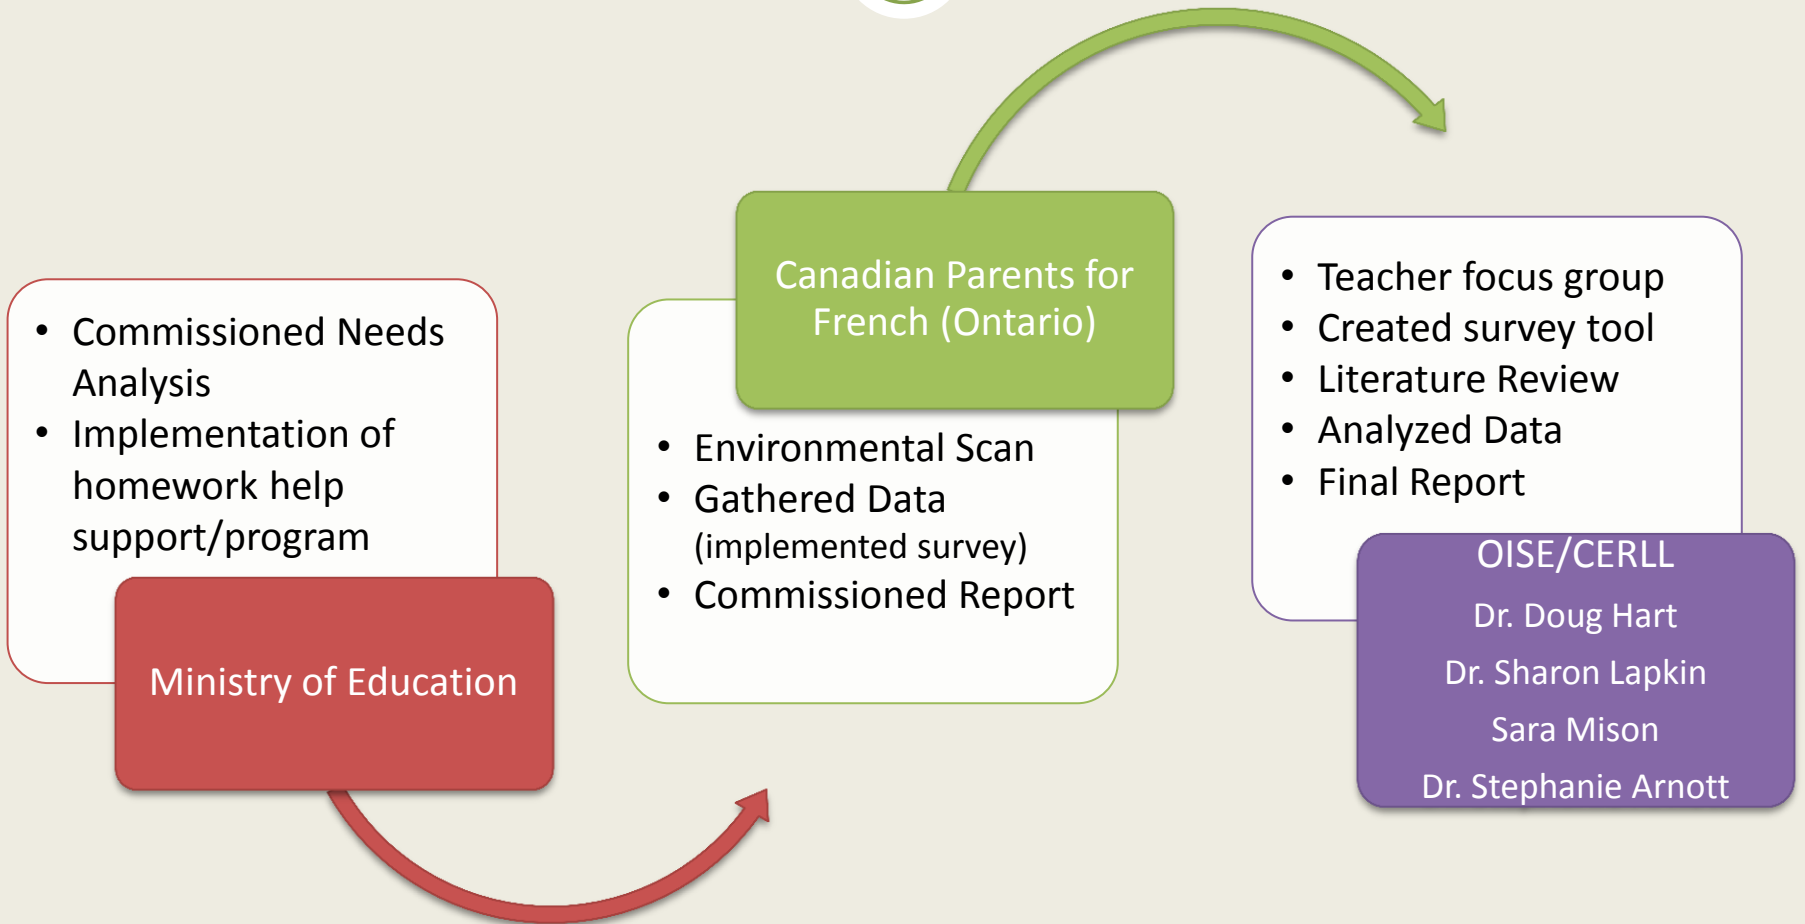 • Commissioned Needs
Analysis
• Implementation of
homework help
support/program
Ministry of Education
Canadian Parents for
French (Ontario)
• Environmental Scan
• Gathered Data
(implemented survey)
• Commissioned Report
• Teacher focus group
• Created survey tool
• Literature Review
• Analyzed Data
• Final Report
OISE/CERLL
Dr. Doug Hart
Dr. Sharon Lapkin
Sara Mison
Dr. Stephanie Arnott